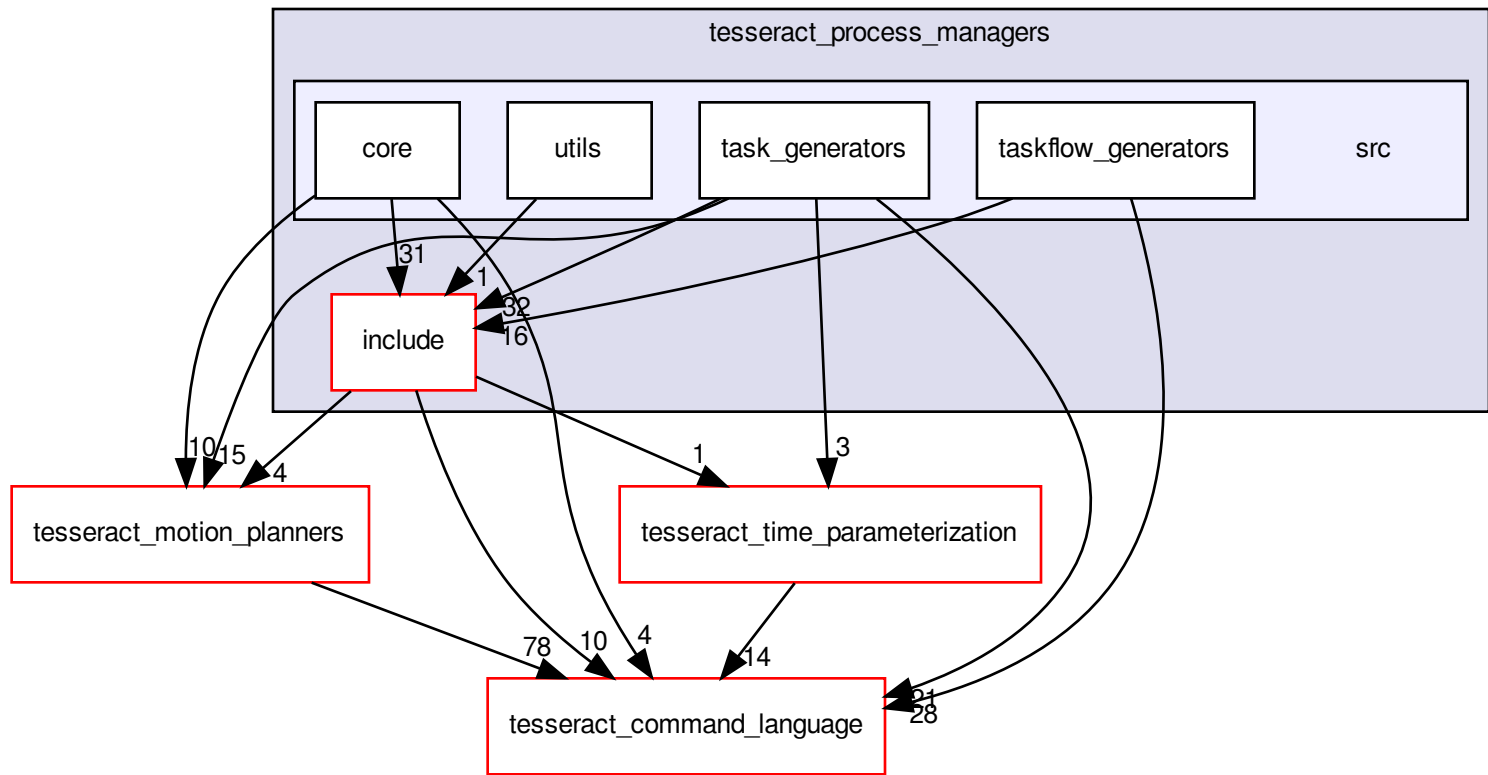 tesseract_process_managers
core
utils
task_generators
taskflow_generators
src
31
1
32
16
include
10
15
4
1
3
tesseract_motion_planners
tesseract_time_parameterization
78
10
4
14
21
28
tesseract_command_language